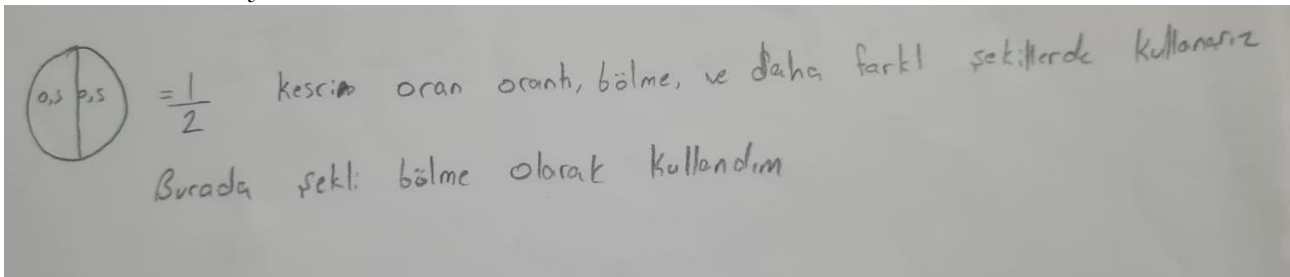 0,5 0,5 = 1/2 kesrin oran orantı, bölme, ve daha farklı şekillerde kullanırız
Burada şekli bölme olarak kullandım